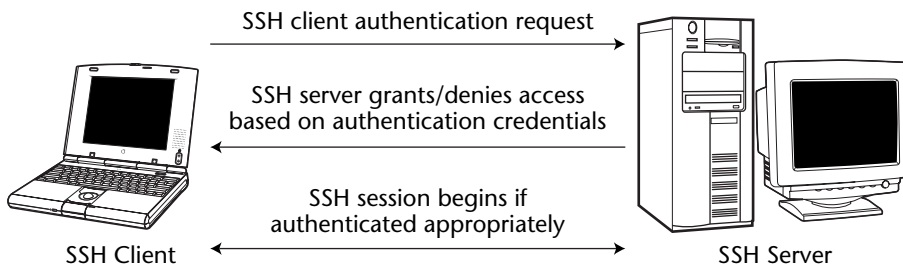 SSH client authentication request
SSH server grants/denies access
based on authentication credentials
SSH session begins if
authenticated appropriately
SSH Client
SSH Server